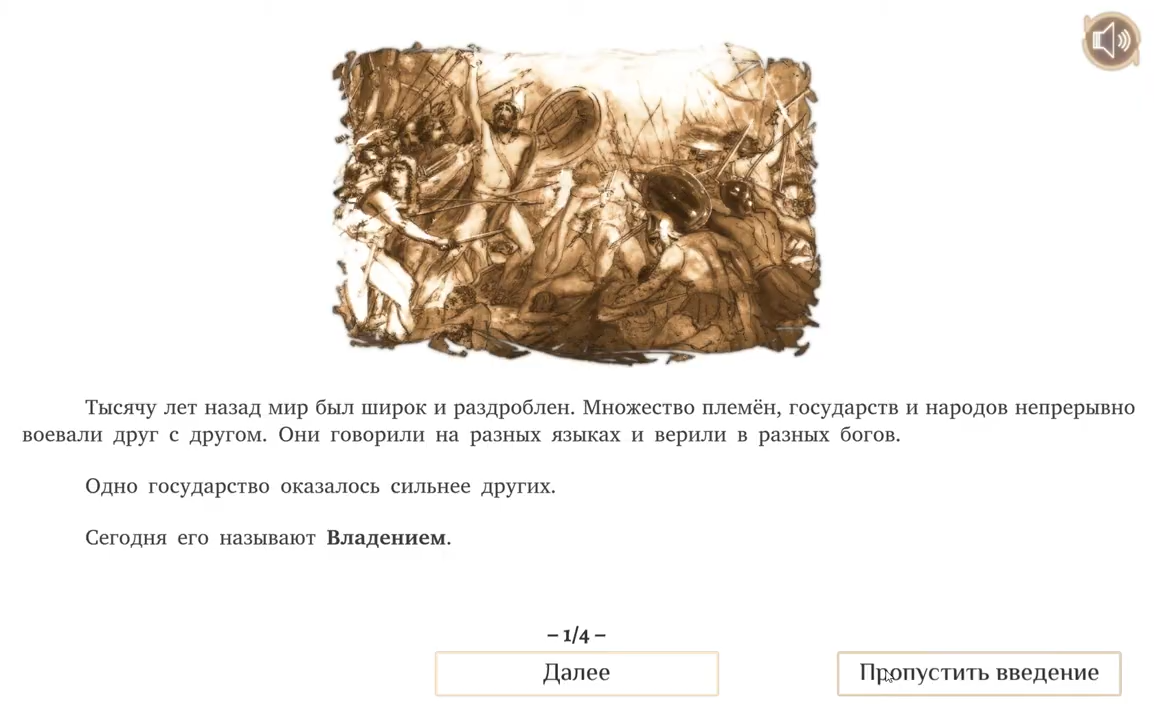 Тысячу лет назад мир был широк и раздроблен. Множество племён, государств и народов непрерывно
воевали друг с другом. Они говорили на разных языках и верили в разных богов.
Одно государство оказалось сильнее других.
Сегодня его называют Владением.
– 1/4 –
Далее
Пропустить введение